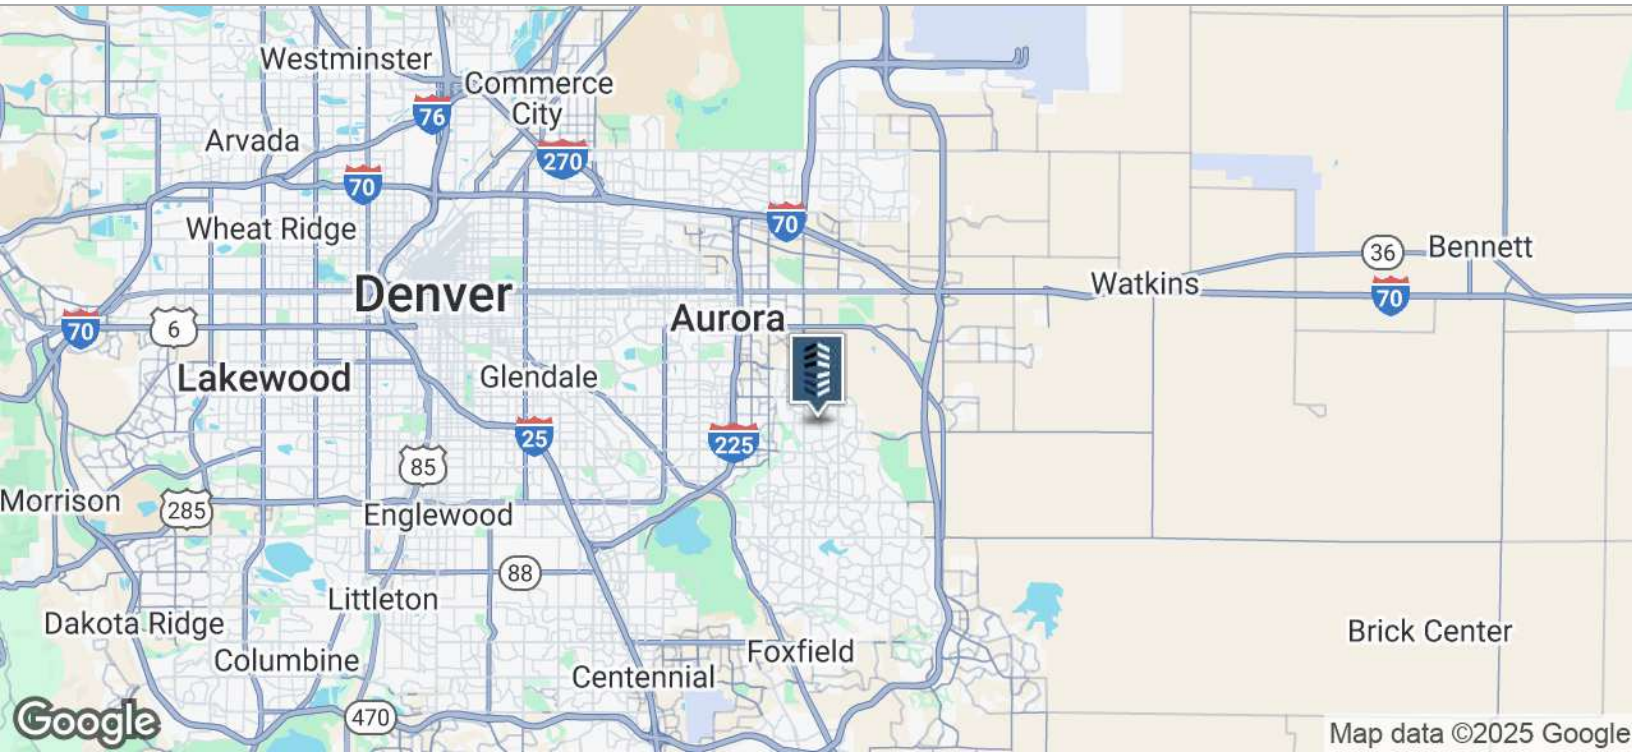 Westminster
Commerce
City
76
Arvada
270
70
Wheat Ridge
70
36
Bennett
Denver
Watkins
70
Aurora
70
6
Lakewood
Glendale
25
225
85
Morrison
285
Englewood
88
Littleton
Dakota Ridge
Brick Center
Columbine
Foxfield
Centennial
Google
470
Map data ©2025 Google